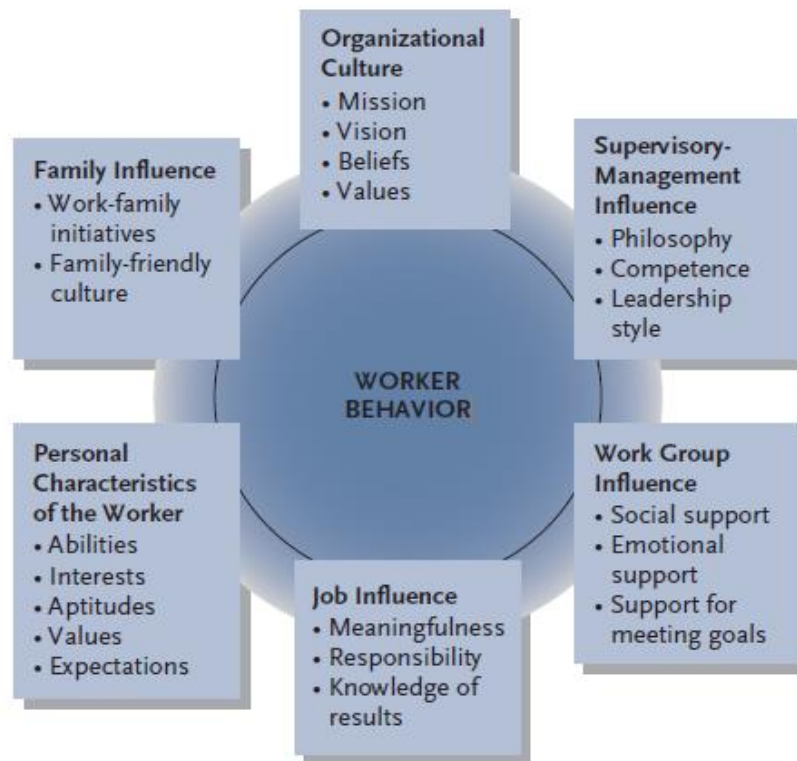 Organizational
Culture
• Mission
• Vision
• Beliefs
• Values
Supervisory-
Management
Influence
• Philosophy
• Competence
• Leadership
style
Family Influence
• Work-family
initiatives
• Family-friendly
culture
WORKER
BEHAVIOR
Personal
Characteristics
of the Worker
• Abilities
• Interests
• Aptitudes
• Values
• Expectations
Job Influence
• Meaningfulness
• Responsibility
• Knowledge of
results
Work Group
Influence
• Social support
• Emotional
support
• Support for
meeting goals